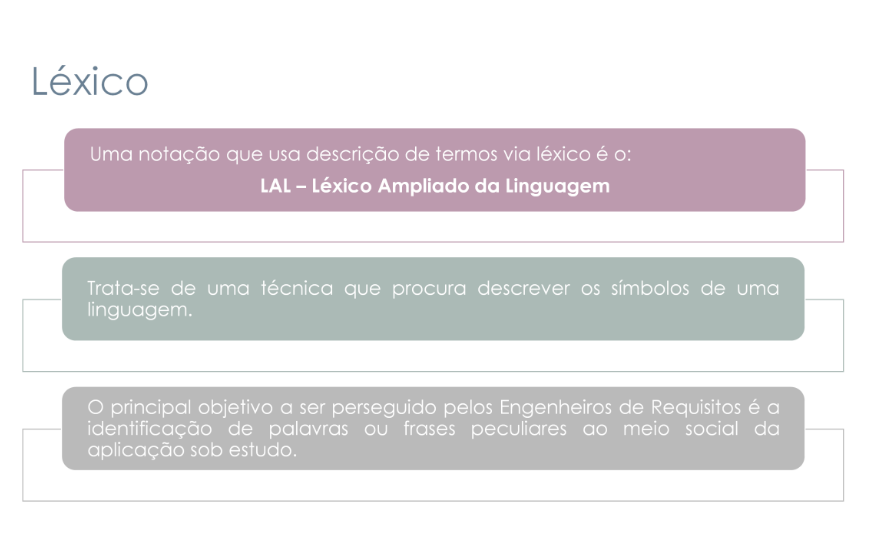 Léxico
Uma notação que usa descrição de termos via léxico é o:
LAL – Léxico Ampliado da Linguagem
Trata-se de uma técnica que procura descrever os símbolos de uma
linguagem.
O principal objetivo a ser perseguido pelos Engenheiros de Requisitos é a
identificação de palavras ou frases peculiares ao meio social da
aplicação sob estudo.